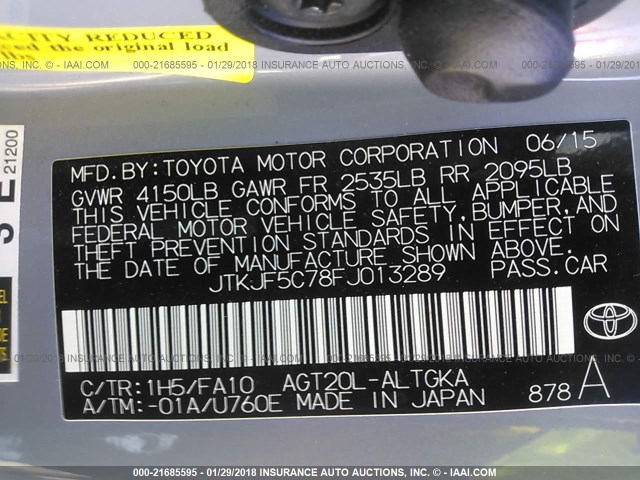 CITY REDUCED
ced the original load
lbs.
000-21685595 - 01/29/2018 INSURANCE AUTO AUCTIONS, INC. - © IAAI.COM
21200
MFD.BY:TOYOTA MOTOR CORPORATION 06/15
GVWR 4150LB GAWR FR 2535LB RR 2095LB
THIS VEHICLE CONFORMS TO ALL APPLICABLE
FEDERAL MOTOR VEHICLE SAFETY,BUMPER,AND
THEFT PREVENTION STANDARDS IN EFFECT ON
THE DATE OF MANUFACTURE SHOWN ABOVE.
JTKJF5C78FJ013289 PASS.CAR
TOYOTA
C/TR:1H5/FA10 AGT20L-ALTGKA
A/TM:-01A/U760E MADE IN JAPAN 878 A
000-21685595 - 01/29/2018 INSURANCE AUTO AUCTIONS, INC. - © IAAI.COM